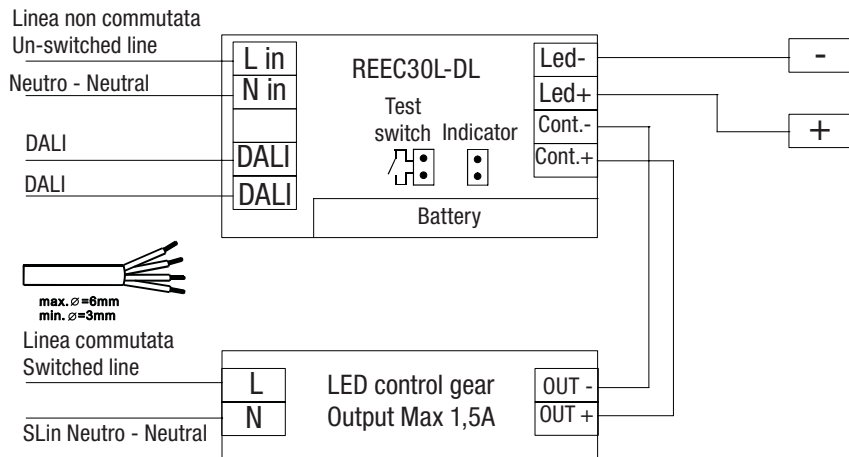 Linea non commutata
Un-switched line
Neutro - Neutral
DALI
DALI
L in
N in
DALI
DALI
REEC30L-DL
Test
switch
Indicator
Battery
Led-
Led+
Cont.-
Cont.+
-
+
max. ⌀=6mm
min. ⌀=3mm
Linea commutata
Switched line
SLin Neutro - Neutral
L
N
LED control gear
Output Max 1,5A
OUT -
OUT +